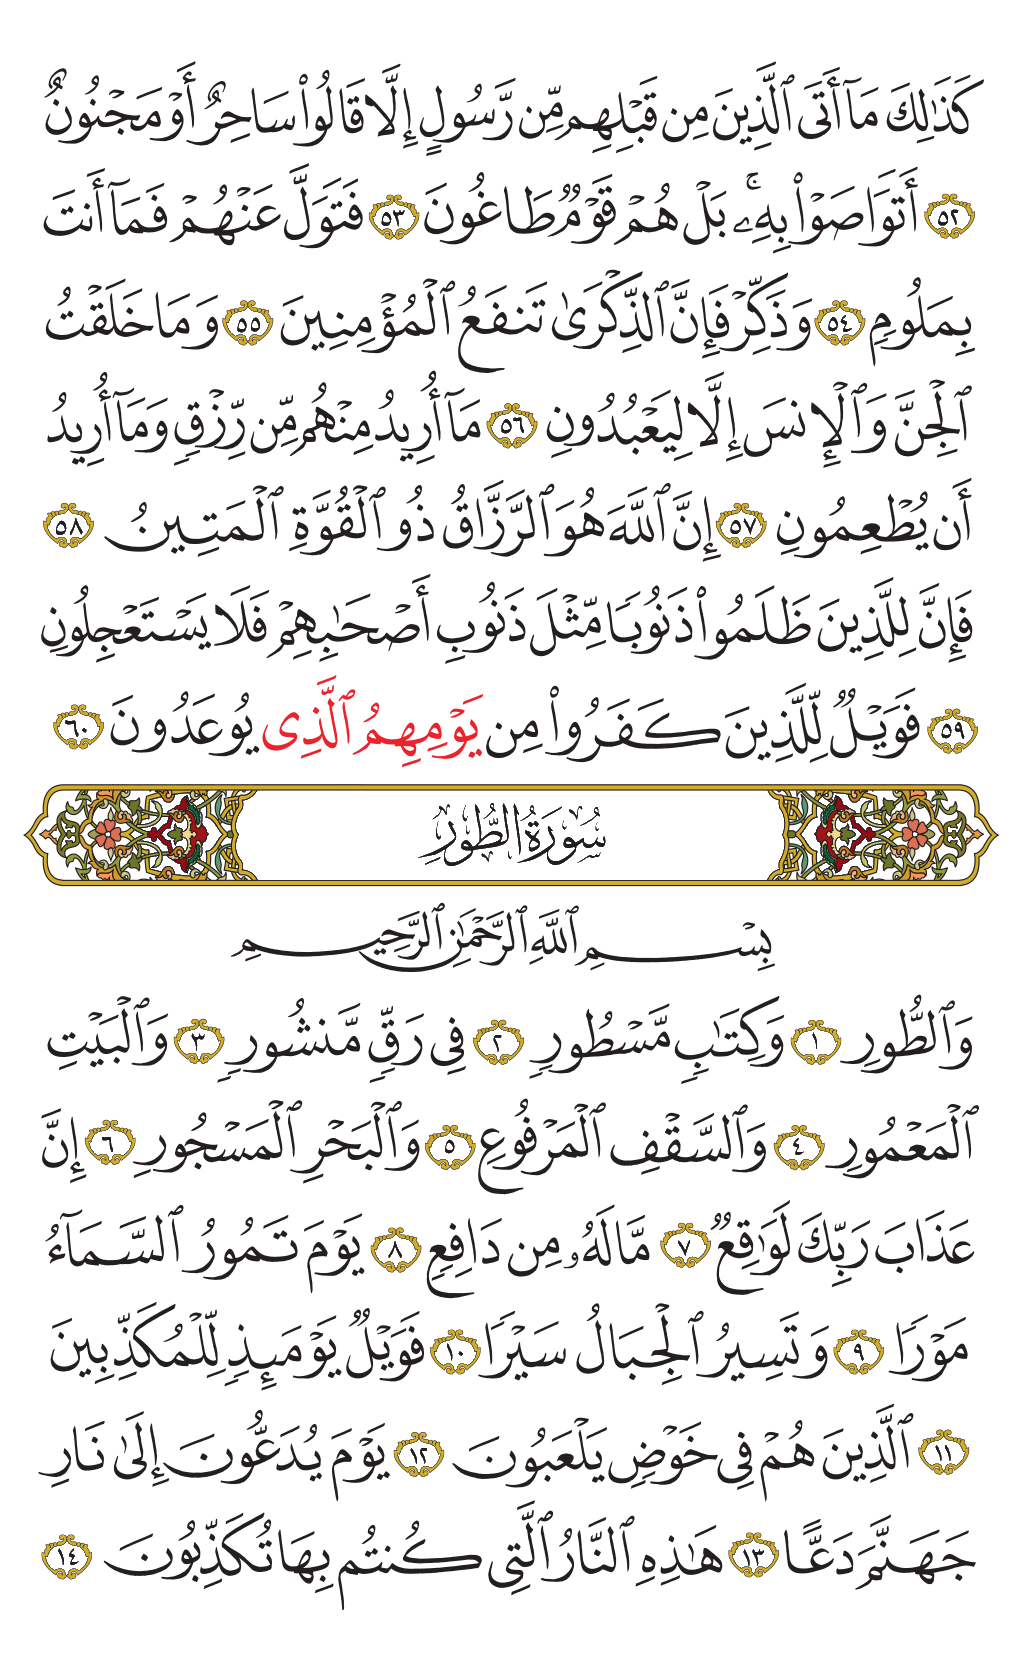 كَذَٰلِكَ مَآ أَتَى ٱلَّذِينَ مِن قَبْلِهِم مِّن رَّسُولٍ إِلَّا قَالُوا۟ سَاحِرٌ أَوْ مَجْنُونٌ
٥٢ أَتَوَاصَوْا۟ بِهِۦ ۚ بَلْ هُمْ قَوْمٌ طَاغُونَ ٥٣ فَتَوَلَّ عَنْهُمْ فَمَآ أَنتَ
بِمَلُومٍ ٥٤ وَذَكِّرْ فَإِنَّ ٱلذِّكْرَىٰ تَنفَعُ ٱلْمُؤْمِنِينَ ٥٥ وَمَا خَلَقْتُ
ٱلْجِنَّ وَٱلْإِنسَ إِلَّا لِيَعْبُدُونِ ٥٦ مَآ أُرِيدُ مِنْهُم مِّن رِّزْقٍ وَمَآ أُرِيدُ
أَن يُطْعِمُونِ ٥٧ إِنَّ ٱللَّهَ هُوَ ٱلرَّزَّاقُ ذُو ٱلْقُوَّةِ ٱلْمَتِينُ ٥٨
فَإِنَّ لِلَّذِينَ ظَلَمُوا۟ ذَنُوبًا مِّثْلَ ذَنُوبِ أَصْحَٰبِهِمْ فَلَا يَسْتَعْجِلُونِ
٥٩ فَوَيْلٌ لِّلَّذِينَ كَفَرُوا۟ مِن يَوْمِهِمُ ٱلَّذِى يُوعَدُونَ ٦٠
سُورَةُ الطُّورِ
بِسْمِ ٱللَّهِ ٱلرَّحْمَٰنِ ٱلرَّحِيمِ
وَٱلطُّورِ ١ وَكِتَٰبٍ مَّسْطُورٍ ٢ فِى رَقٍّ مَّنشُورٍ ٣ وَٱلْبَيْتِ
ٱلْمَعْمُورِ ٤ وَٱلسَّقْفِ ٱلْمَرْفُوعِ ٥ وَٱلْبَحْرِ ٱلْمَسْجُورِ ٦ إِنَّ
عَذَابَ رَبِّكَ لَوَٰقِعٌ ٧ مَّا لَهُۥ مِن دَافِعٍ ٨ يَوْمَ تَمُورُ ٱلسَّمَآءُ
مَوْرًا ٩ وَتَسِيرُ ٱلْجِبَالُ سَيْرًا ١٠ فَوَيْلٌ يَوْمَئِذٍ لِّلْمُكَذِّبِينَ
١١ ٱلَّذِينَ هُمْ فِى خَوْضٍ يَلْعَبُونَ ١٢ يَوْمَ يُدَعُّونَ إِلَىٰ نَارِ
جَهَنَّمَ دَعًّا ١٣ هَٰذِهِ ٱلنَّارُ ٱلَّتِى كُنتُم بِهَا تُكَذِّبُونَ ١٤